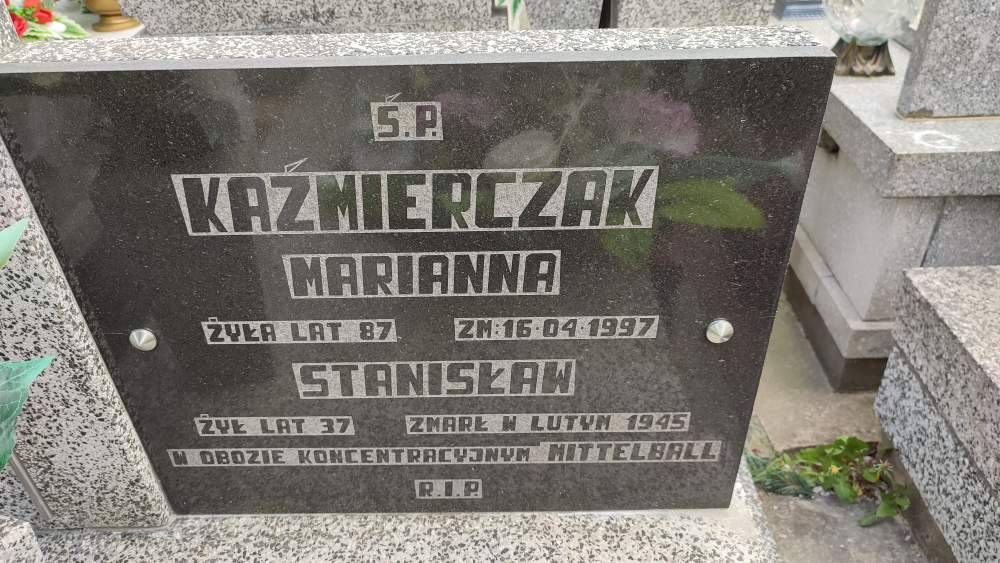 Ś.P.
KAŹMIERCZAK
MARIANNA
ŻYŁA LAT 87 ZM: 16·04·1997
STANISŁAW
ŻYŁ LAT 37 ZMARŁ W LUTYM 1945
W OBOZIE KONCENTRACYJNYM MITTELBALL
R.I.P.